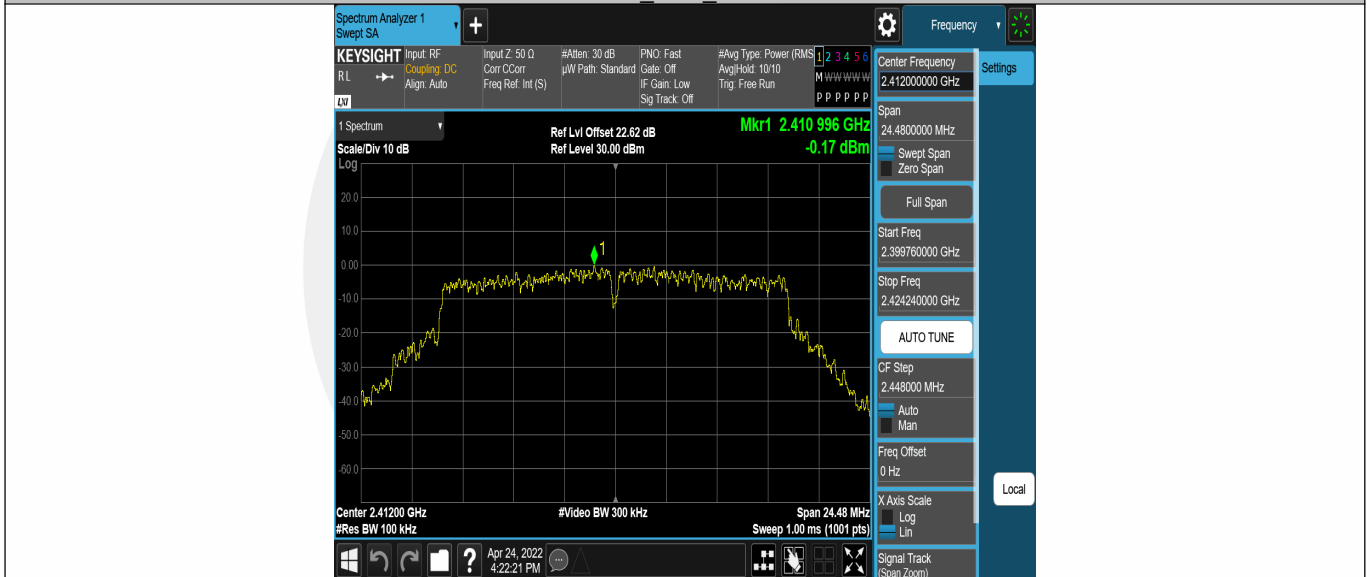 Spectrum Analyzer 1
Swept SA
+
Frequency
KEYSIGHT
R L
LXI
Input: RF
Coupling: DC
Align: Auto
Input Z: 50 Ω
Corr CCorr
Freq Ref: Int (S)
#Atten: 30 dB
µW Path: Standard
PNO: Fast
Gate: Off
IF Gain: Low
Sig Track: Off
#Avg Type: Power (RMS
Avg|Hold: 10/10
Trig: Free Run
1 2 3 4 5 6
M W W W W W
P P P P P P
1 Spectrum
Scale/Div 10 dB
Log
Ref Lvl Offset 22.62 dB
Ref Level 30.00 dBm
Mkr1 2.410 996 GHz
-0.17 dBm
20.0
10.0
0.00
-10.0
-20.0
-30.0
-40.0
-50.0
-60.0
1
Center 2.41200 GHz
#Video BW 300 kHz
Span 24.48 MHz
#Res BW 100 kHz
Sweep 1.00 ms (1001 pts)
?
Apr 24, 2022
4:22:21 PM
Center Frequency
2.412000000 GHz
Settings
Span
24.4800000 MHz
Swept Span
Zero Span
Full Span
Start Freq
2.399760000 GHz
Stop Freq
2.424240000 GHz
AUTO TUNE
CF Step
2.448000 MHz
Auto
Man
Freq Offset
0 Hz
X Axis Scale
Log
Lin
Local
Signal Track
(Span Zoom)